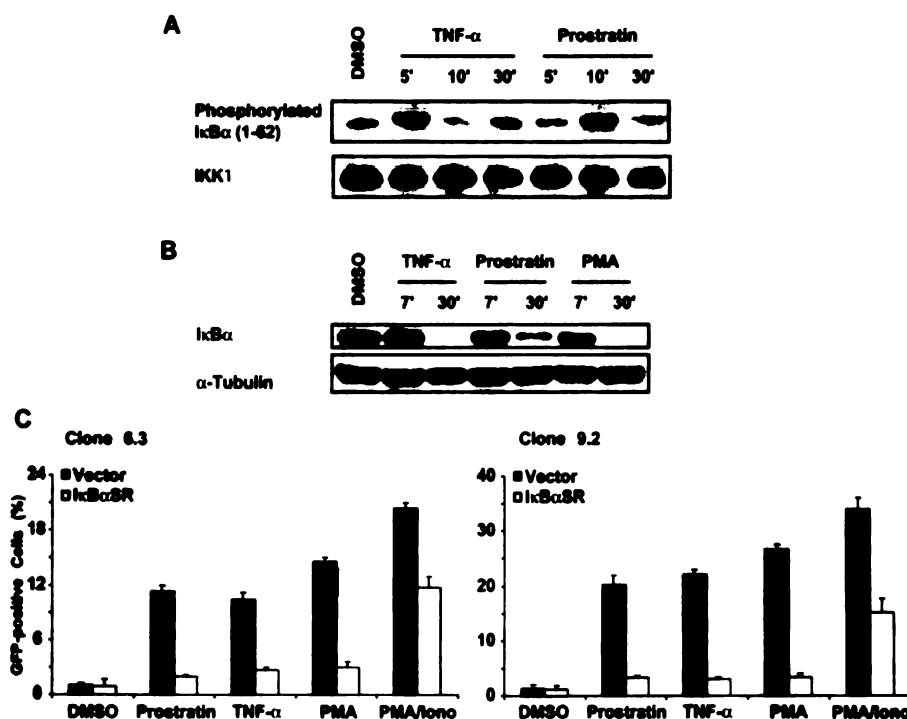 A
DMSO
TNF-α
Prostratin
5' 10' 30' 5' 10' 30'
Phosphorylated
IκBα (1-62)
IKK1
B
DMSO
TNF-α Prostratin PMA
7' 30' 7' 30' 7' 30'
IκBα
α-Tubulin
C
Clone 6.3
Vector
IκBαSR
GFP-positive Cells (%)
24
18
12
6
0
DMSO Prostratin TNF-α PMA PMA/Iono
Clone 9.2
Vector
IκBαSR
40
30
20
10
0
DMSO Prostratin TNF-α PMA PMA/Iono